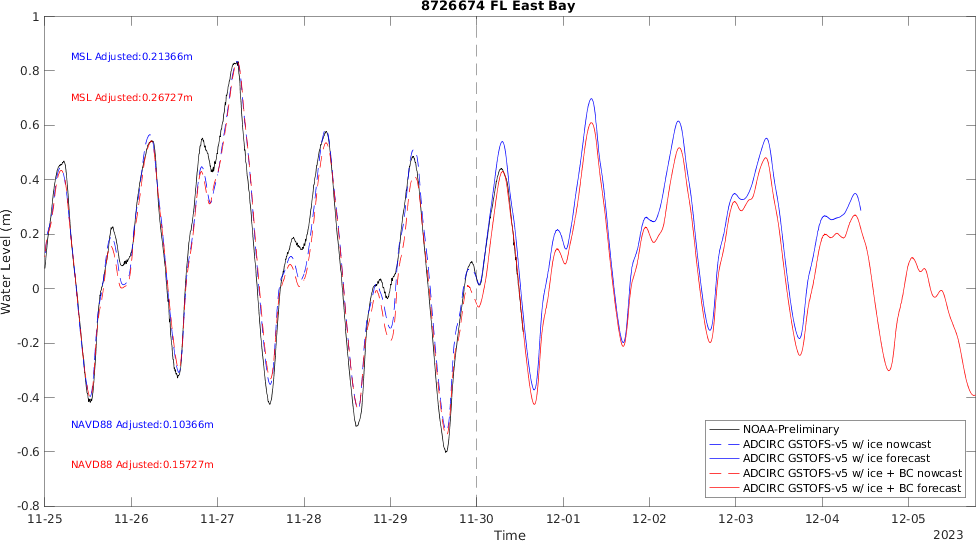 8726674 FL East Bay
1
MSL Adjusted:0.21366m
0.8
MSL Adjusted:0.26727m
0.6
0.4
0.2
Water Level (m)
0
-0.2
-0.4
NAVD88 Adjusted:0.10366m
NOAA-Preliminary
ADCIRC GSTOFS-v5 w/ ice nowcast
-0.6
ADCIRC GSTOFS-v5 w/ ice forecast
NAVD88 Adjusted:0.15727m
ADCIRC GSTOFS-v5 w/ ice + BC nowcast
ADCIRC GSTOFS-v5 w/ ice + BC forecast
-0.8
11-25 11-26 11-27 11-28 11-29 11-30 12-01 12-02 12-03 12-04 12-05
Time
2023